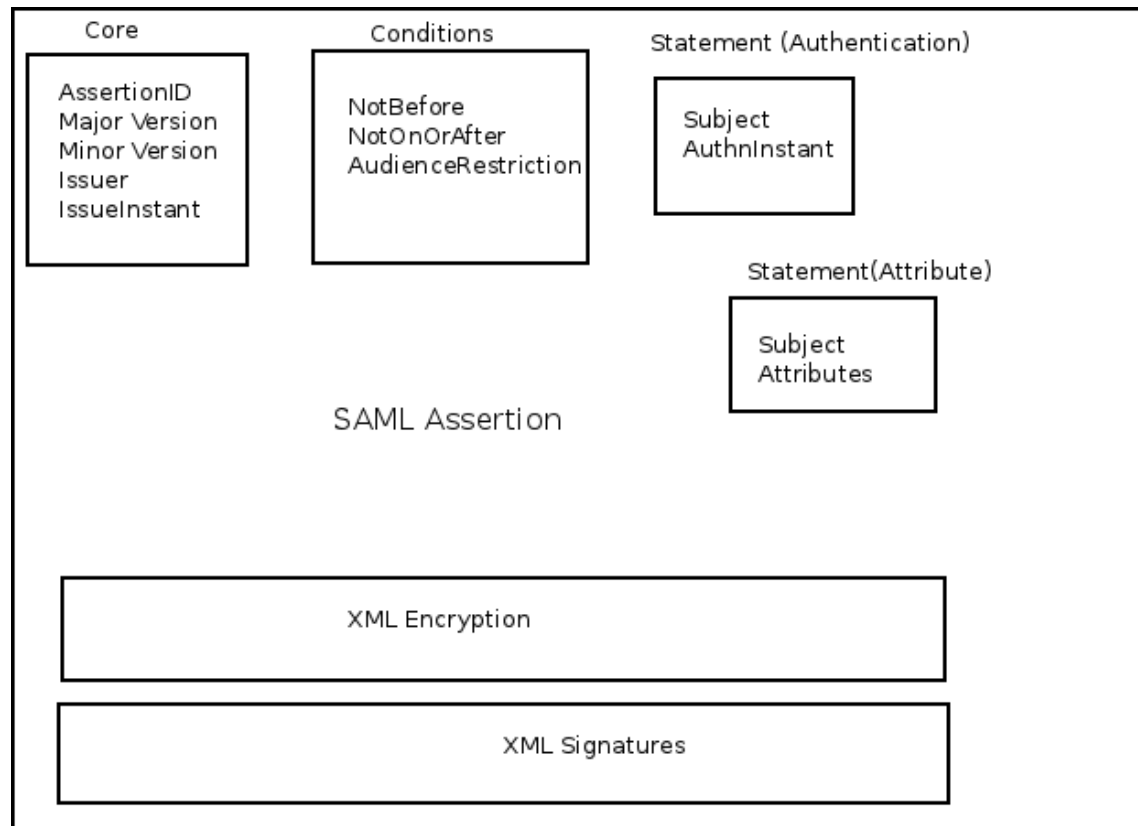 Core
AssertionID
Major Version
Minor Version
Issuer
IssueInstant
Conditions
NotBefore
NotOnOrAfter
AudienceRestriction
Statement (Authentication)
Subject
AuthnInstant
Statement(Attribute)
Subject
Attributes
SAML Assertion
XML Encryption
XML Signatures